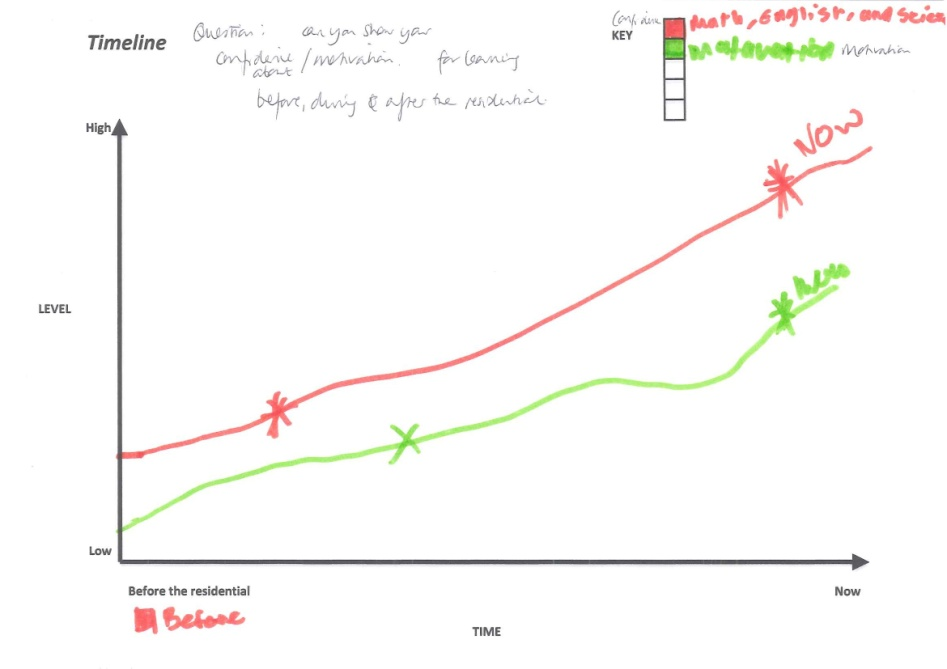 Timeline
Question: can you show your
confidence / motivation for learning
about
before, during & after the residential.
Confidence
KEY
math, English, and Scien
Motivation
High
NOW
LEVEL
Low
Before the residential
Now
Before
TIME